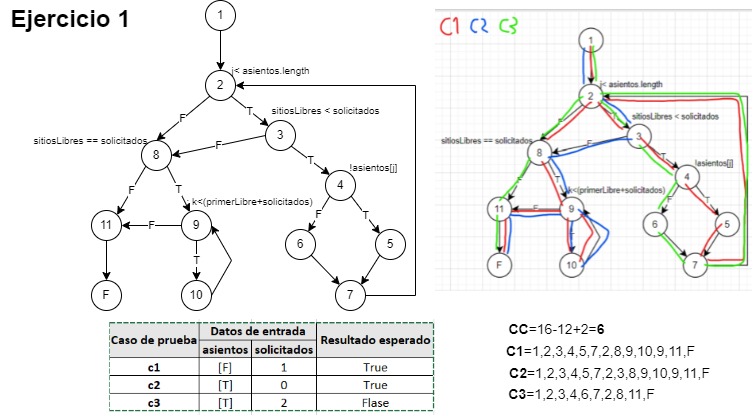 Ejercicio 1
1
j< asientos.length
2
F
T
sitiosLibres < solicitados
3
sitiosLibres == solicitados
F
T
!asientos[j]
8
4
F
T
k<(primerLibre+solicitados)
F
T
11
F
9
6
5
T
F
10
7
C1 C2 C3
1
j< asientos.length
2
T
sitiosLibres < solicitados
3
sitiosLibres == solicitados
F
T
!asientos[j]
8
4
F
T
k<(primerLibre+solicitados)
F
T
11
F
9
6
5
T
F
10
7
Caso de prueba
Datos de entrada
Resultado esperado
asientos solicitados
c1 [F] 1 True
c2 [T] 0 True
c3 [T] 2 Flase
CC=16-12+2=6
C1=1,2,3,4,5,7,2,8,9,10,9,11,F
C2=1,2,3,4,5,7,2,3,8,9,10,9,11,F
C3=1,2,3,4,6,7,2,8,11,F